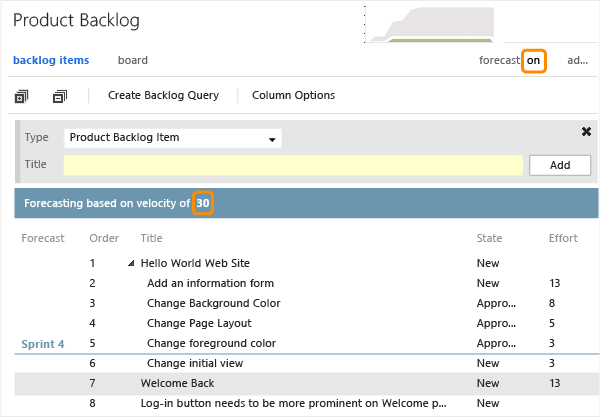 Product Backlog
backlog items board forecast on ad...
Create Backlog Query Column Options
Type Product Backlog Item
Title Add
Forecasting based on velocity of 30
Forecast Order Title State Effort
1 Hello World Web Site New
2 Add an information form New 13
3 Change Background Color Appro... 8
4 Change Page Layout Appro... 5
Sprint 4 5 Change foreground color Appro... 3
6 Change initial view New 3
7 Welcome Back New 13
8 Log-in button needs to be more prominent on Welcome p... New